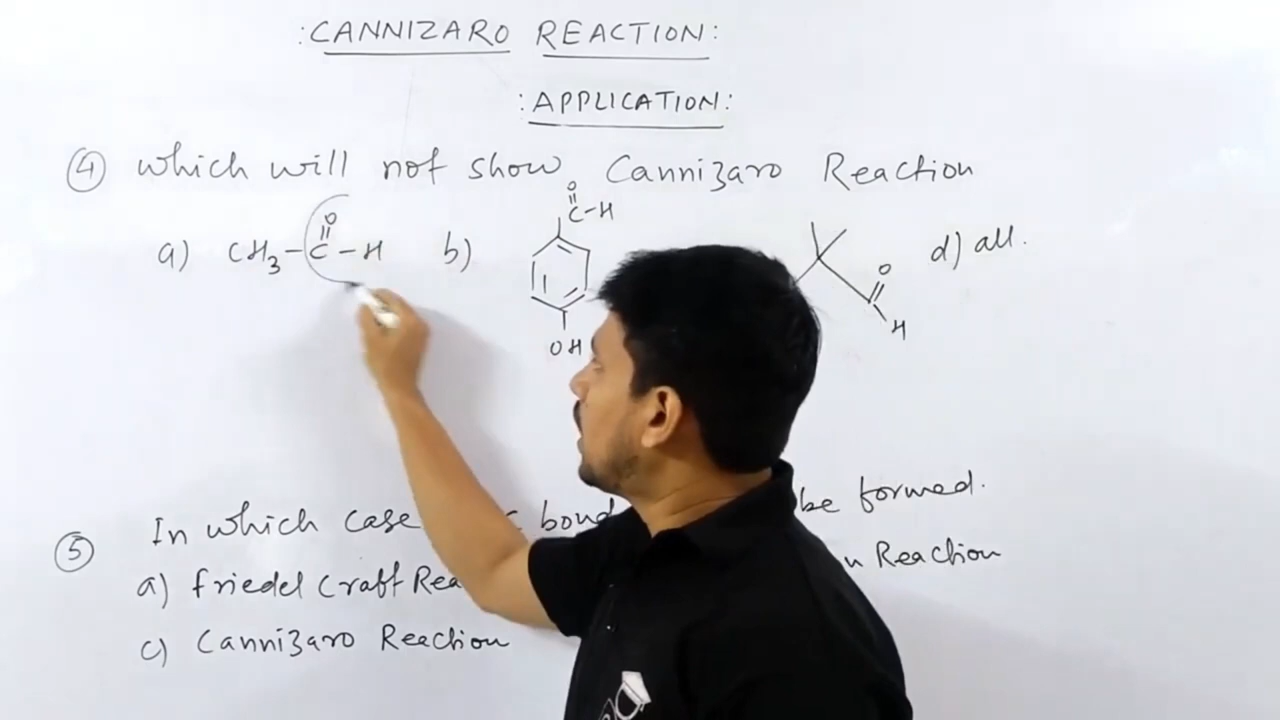 : CANNIZARO REACTION :
: APPLICATION :
④ which will not show Cannizaro Reaction
a) CH3-C-H b) d) all.
O
O
C-H
OH
O
H
⑤ In which case bond be formed.
a) Friedel Craft Reaction
c) Cannizaro Reaction